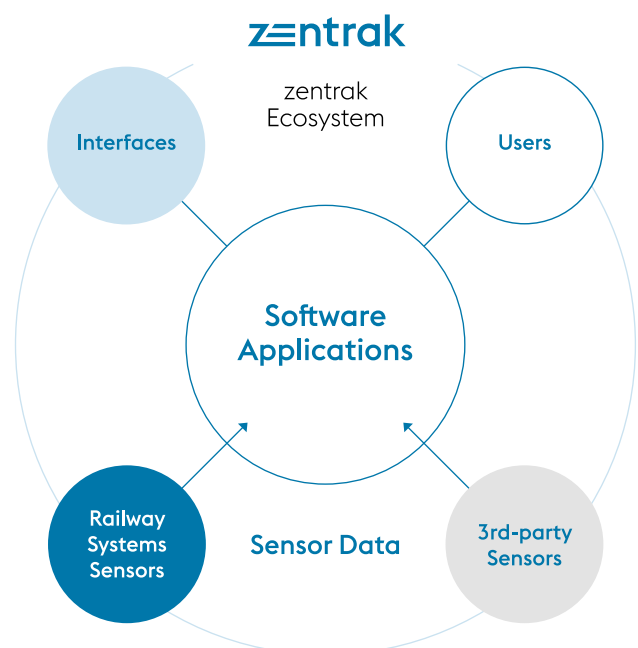 zentrak
zentrak
Ecosystem
Interfaces
Users
Software
Applications
Railway
Systems
Sensors
Sensor Data
3rd-party
Sensors